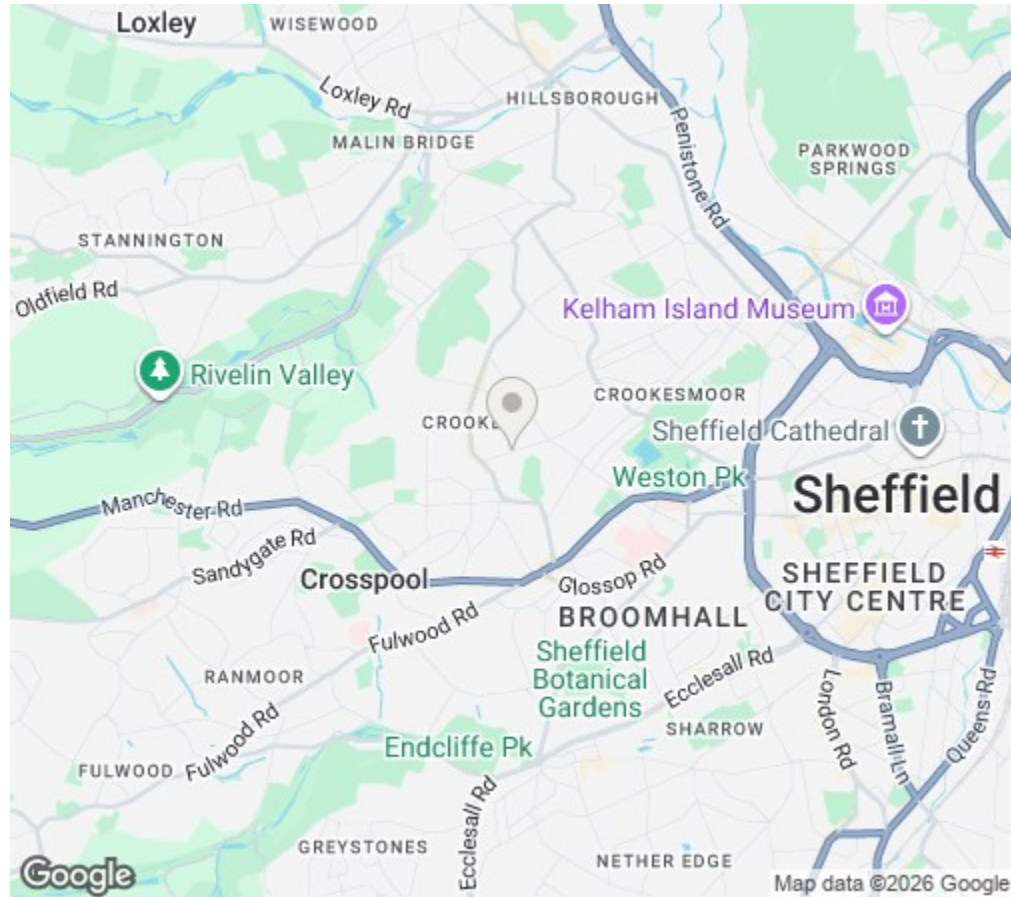 Loxley
WISEWOOD
Loxley Rd
HILLSBOROUGH
MALIN BRIDGE
Penistone Rd
PARKWOOD
SPRINGS
STANNINGTON
Oldfield Rd
Kelham Island Museum
Rivelin Valley
CROOKESMOOR
CROOKE
Sheffield Cathedral
Weston Pk
Manchester Rd
Sheffield
Sandygate Rd
Crosspool
Glossop Rd
SHEFFIELD
CITY CENTRE
BROOMHALL
Fulwood Rd
Sheffield
Botanical
Gardens
Ecclesall Rd
RANMOOR
London Rd
Bramall Ln
Queens Rd
SHARROW
Fulwood Rd
Endcliffe Pk
FULWOOD
Ecclesall Rd
GREYSTONES
NETHER EDGE
Google
Map data ©2026 Google